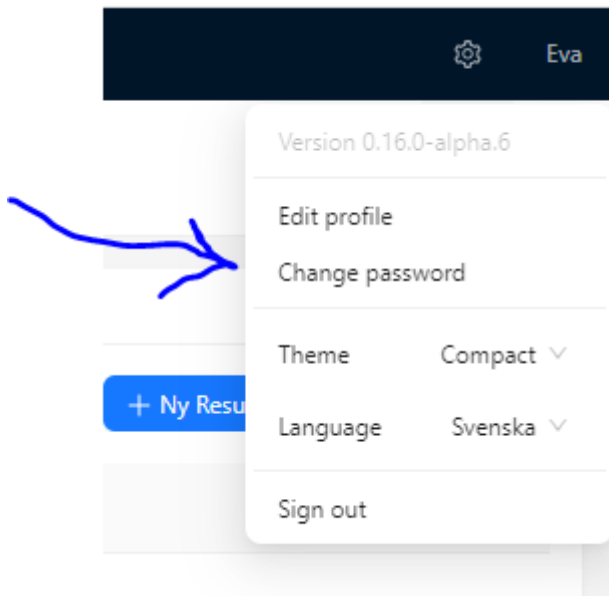 Eva
Version 0.16.0-alpha.6
Edit profile
Change password
Theme Compact
+ Ny Resu
Language Svenska
Sign out